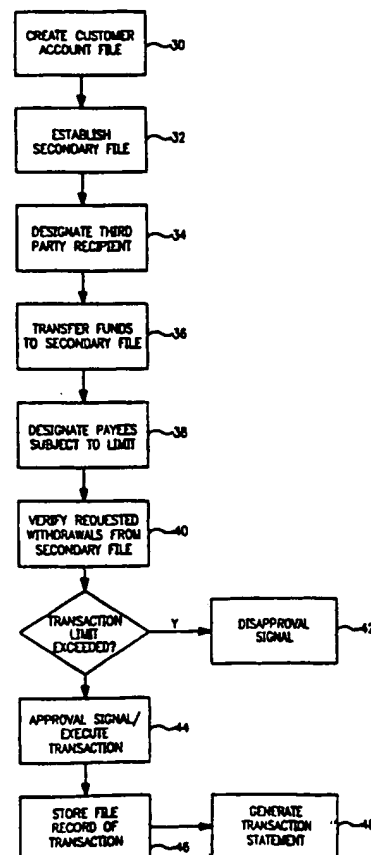 CREATE CUSTOMER
ACCOUNT FILE
30
ESTABLISH
SECONDARY FILE
32
DESIGNATE THIRD
PARTY RECIPIENT
34
TRANSFER FUNDS
TO SECONDARY FILE
36
DESIGNATE PAYEES
SUBJECT TO LIMIT
38
VERIFY REQUESTED
WITHDRAWALS FROM
SECONDARY FILE
40
TRANSACTION
LIMIT
EXCEEDED?
Y
DISAPPROVAL
SIGNAL
42
APPROVAL SIGNAL/
EXECUTE
TRANSACTION
44
STORE FILE
RECORD OF
TRANSACTION
46
GENERATE
TRANSACTION
STATEMENT
48